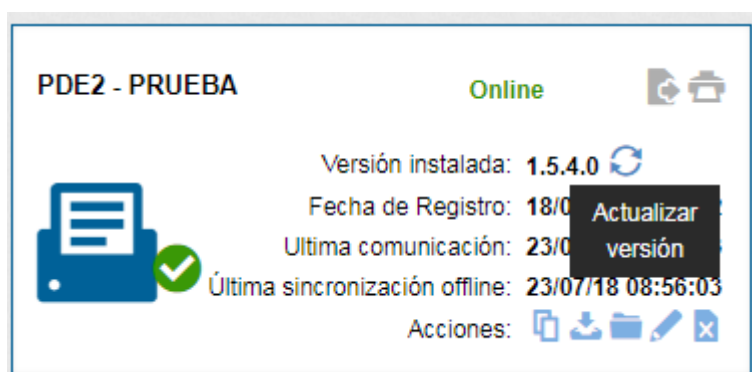 PDE2 - PRUEBA Online
Versión instalada: 1.5.4.0
Fecha de Registro: 18/0
Actualizar
versión
Ultima comunicación: 23/0
Última sincronización offline: 23/07/18 08:56:03
Acciones: